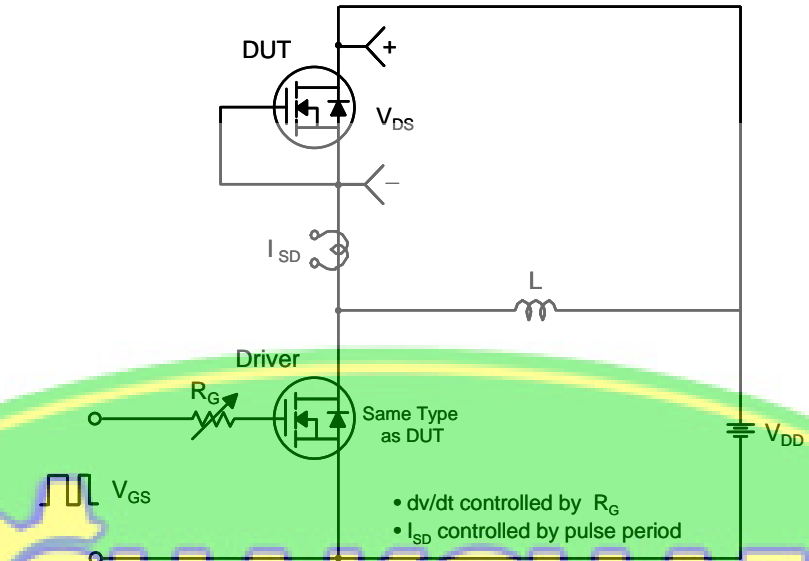 DUT
+
VDS
−
ISD
L
Driver
RG
Same Type
as DUT
VDD
VGS
• dv/dt controlled by RG
• ISD controlled by pulse period